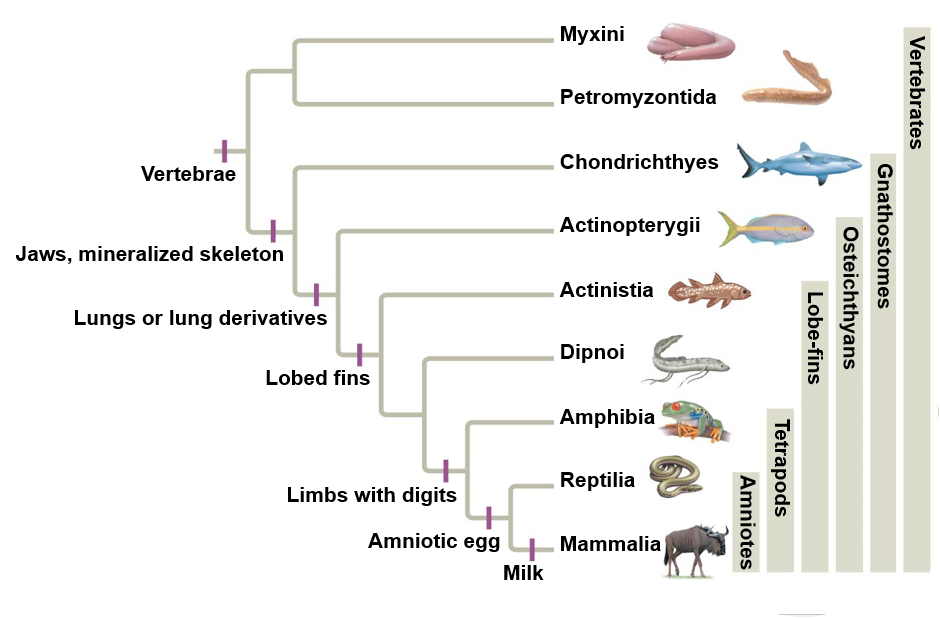 Myxini
Petromyzontida
Vertebrae
Chondrichthyes
Actinopterygii
Jaws, mineralized skeleton
Actinistia
Lungs or lung derivatives
Dipnoi
Lobed fins
Amphibia
Reptilia
Limbs with digits
Amniotic egg
Mammalia
Milk
Amniotes
Tetrapods
Lobe-fins
Osteichthyans
Gnathostomes
Vertebrates